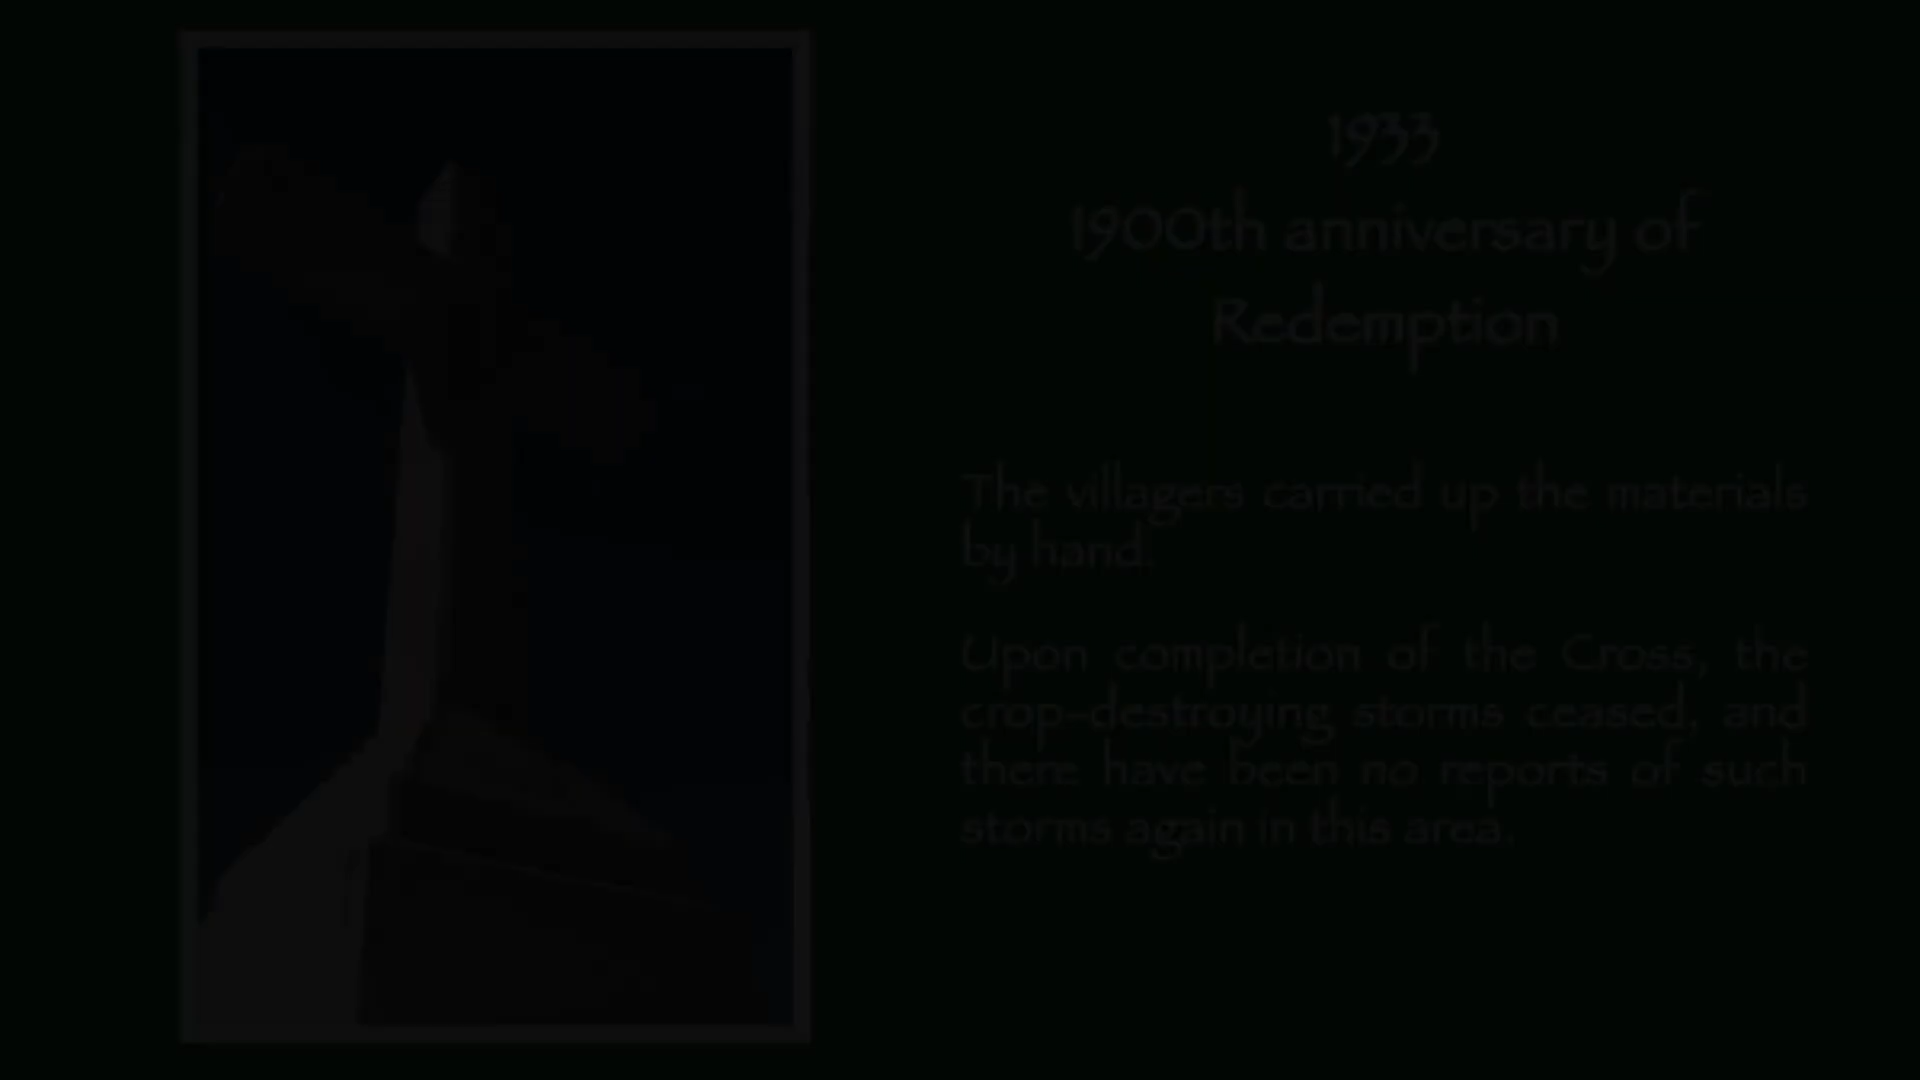 1933
1900th anniversary of
Redemption
The villagers carried up the materials
by hand.
Upon completion of the Cross, the
crop-destroying storms ceased, and
there have been no reports of such
storms again in this area.